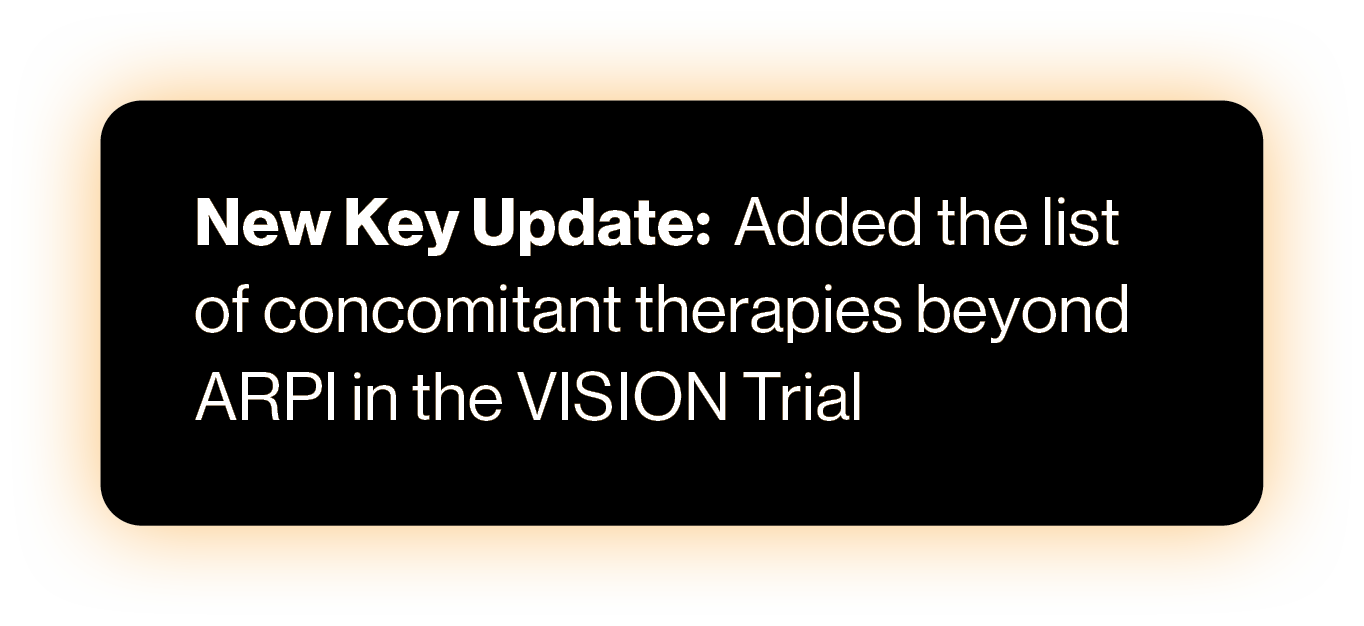 New Key Update: Added the list
of concomitant therapies beyond
ARPI in the VISION Trial